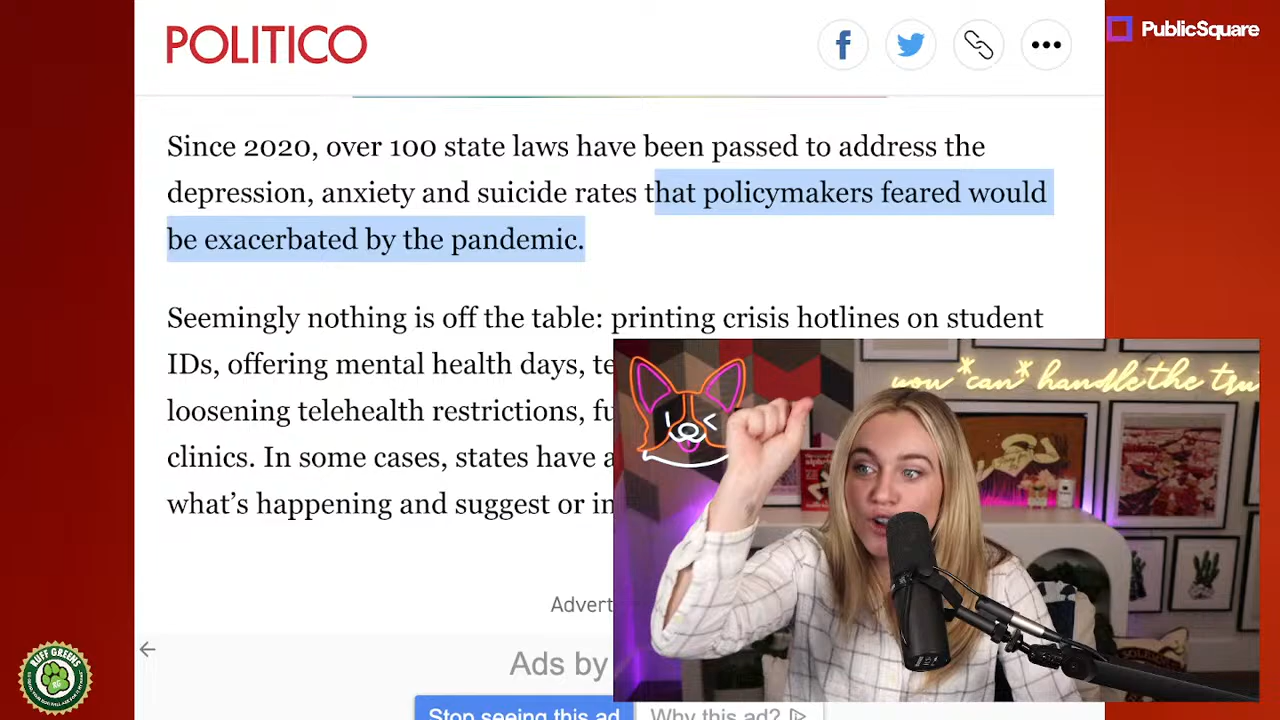 POLITICO
PublicSquare
Since 2020, over 100 state laws have been passed to address the
depression, anxiety and suicide rates that policymakers feared would
be exacerbated by the pandemic.
Seemingly nothing is off the table: printing crisis hotlines on student
IDs, offering mental health days, te
loosening telehealth restrictions, fu
clinics. In some cases, states have a
what's happening and suggest or in
you *can* handle the tru
Advert
Ads by
Stop seeing this ad
Why this ad?
RUFF GREENS
RG